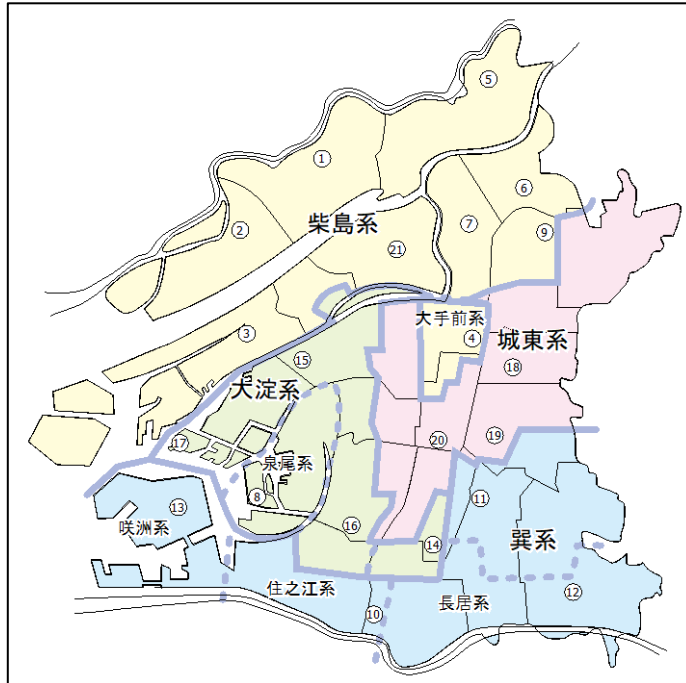 ⑤
①
⑥
②
柴島系
⑦
⑨
㉑
大手前系
③
④
城東系
⑮
⑱
大淀系
⑰
⑳
⑲
泉尾系
⑧
⑪
⑬
咲洲系
⑯
⑭
巽系
住之江系
⑩
長居系
⑫